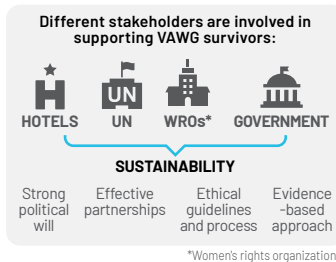 Different stakeholders are involved in
supporting VAWG survivors:
H
UN
HOTELS
UN
WROs*
GOVERNMENT
SUSTAINABILITY
Strong
political
will
Effective
partnerships
Ethical
guidelines
and process
Evidence
-based
approach
*Women's rights organization